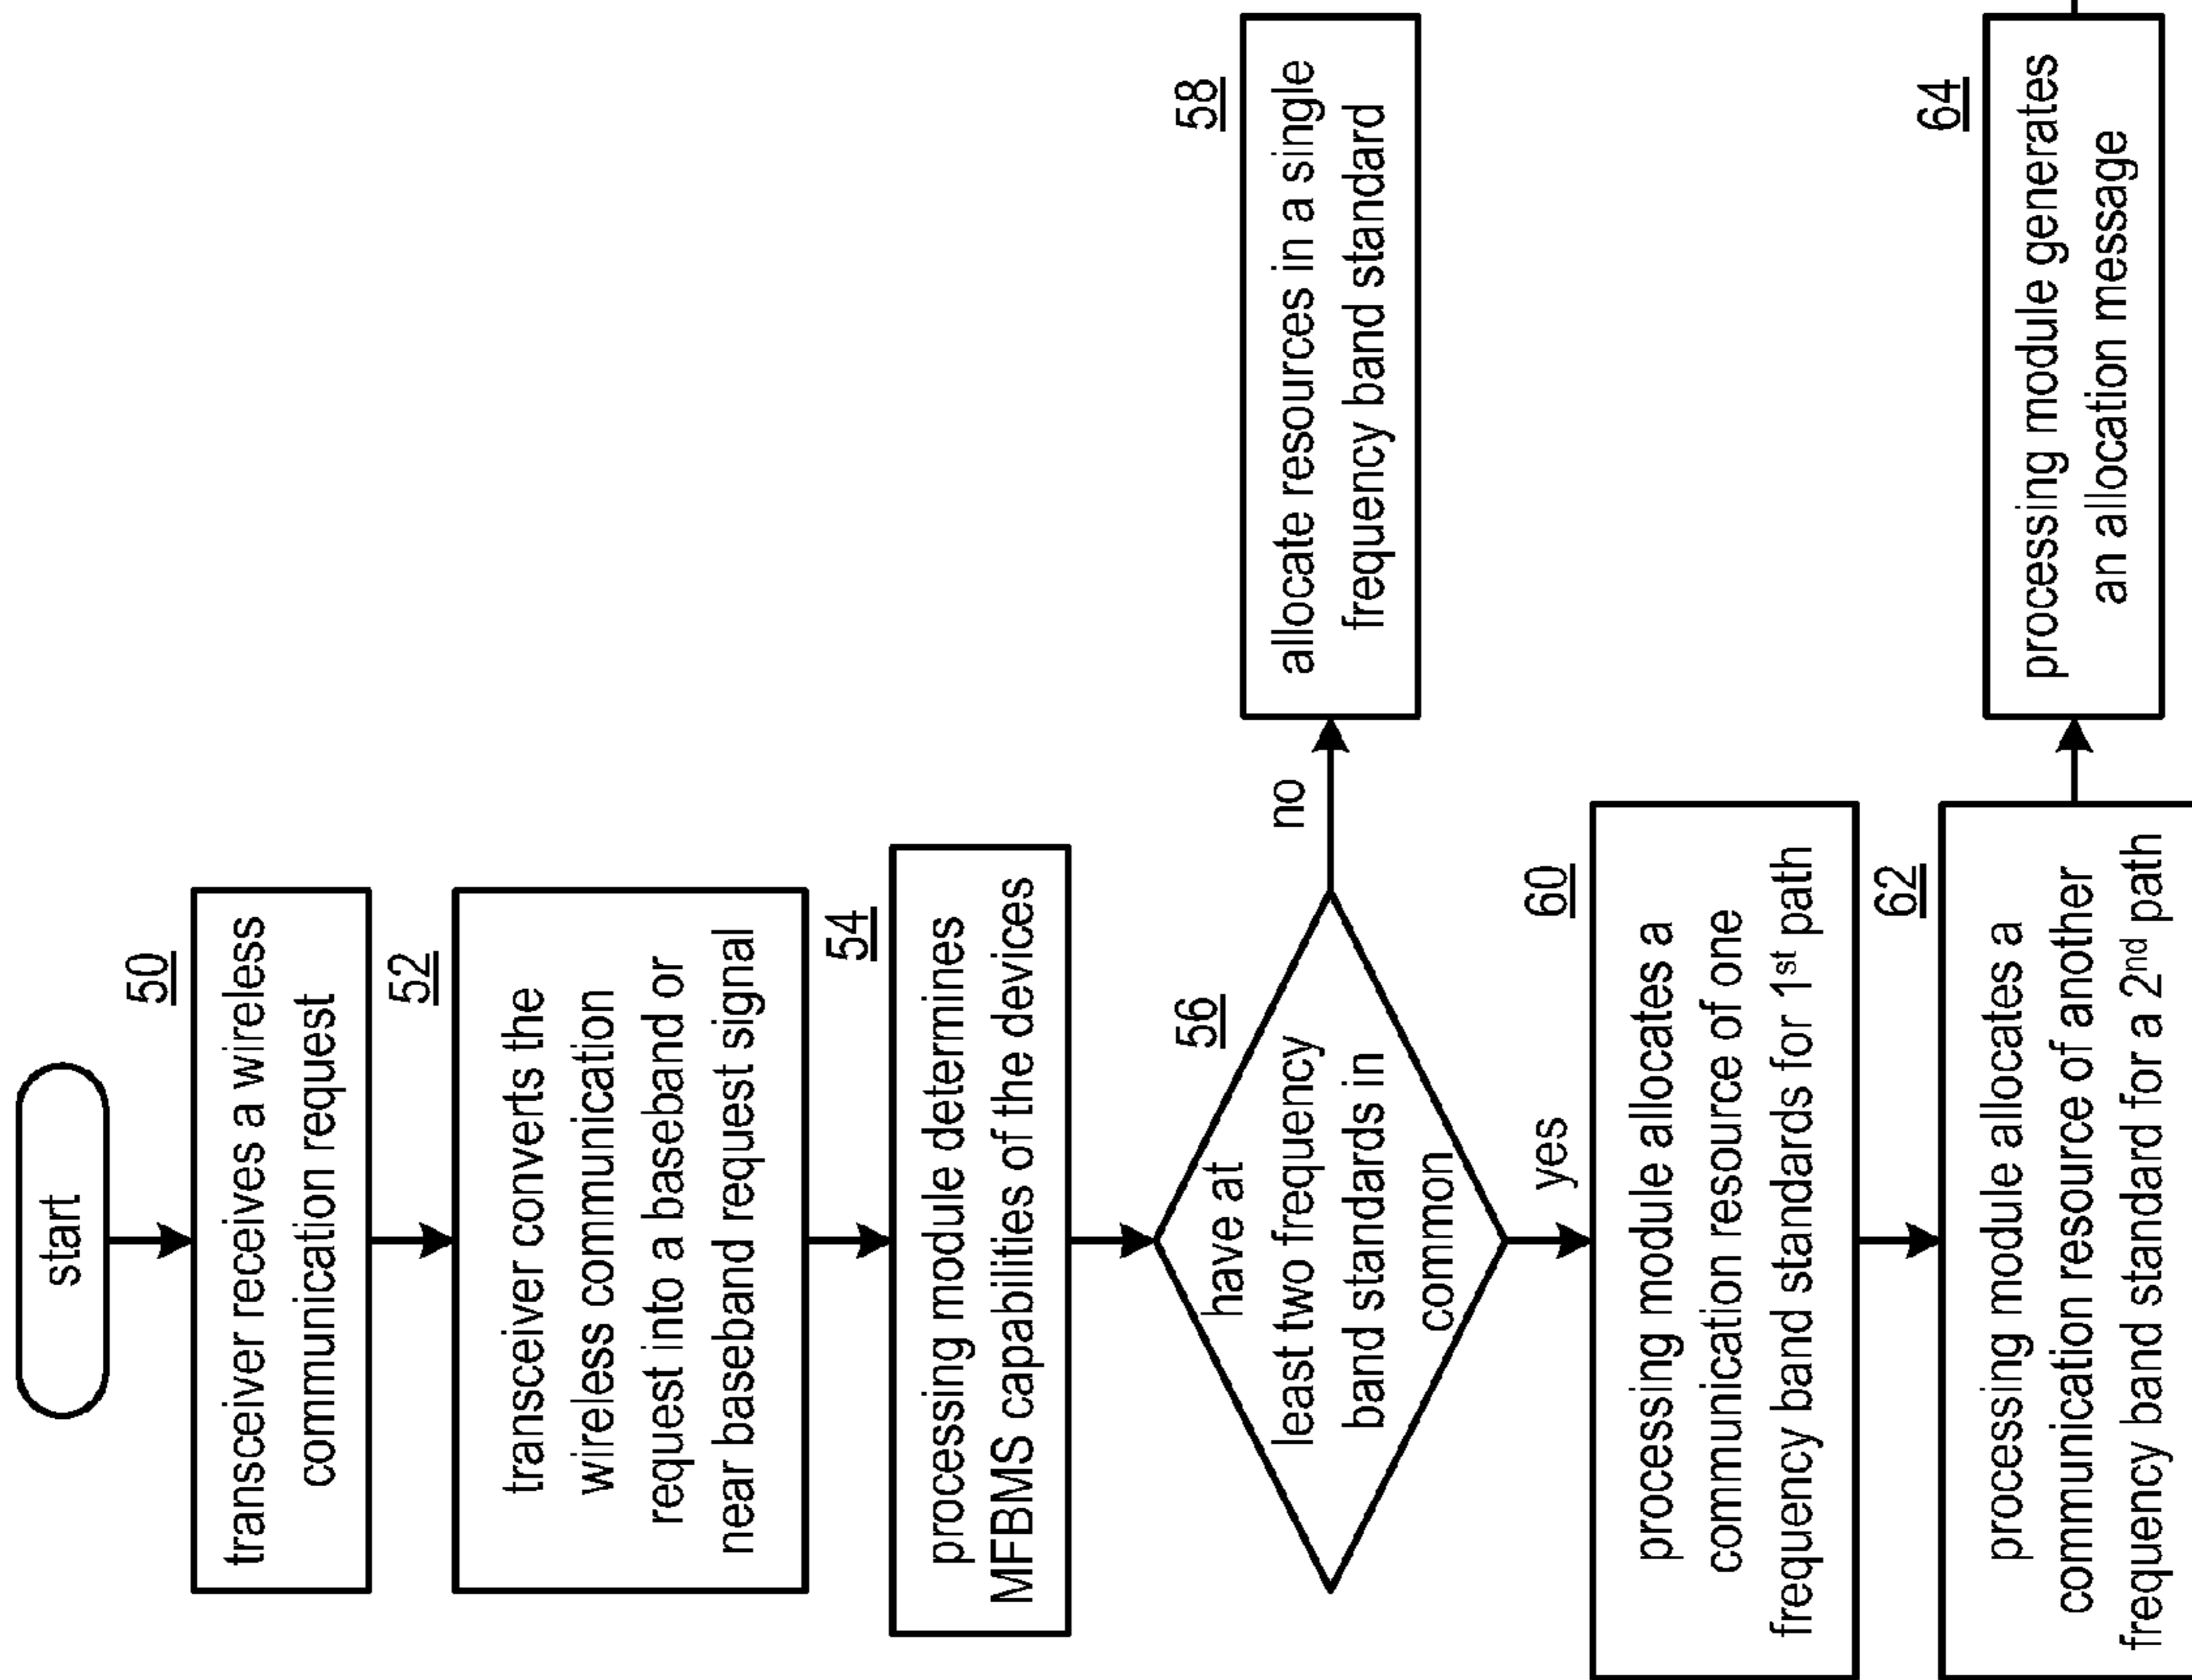 start
50
transceiver receives a wireless
communication request
52
transceiver converts the
wireless communication
request into a baseband or
near baseband request signal
54
processing module determines
MFBMS capabilities of the devices
56
have at
least two frequency
band standards in
common
no
58
allocate resources in a single
frequency band standard
yes
60
processing module allocates a
communication resource of one
frequency band standards for 1st path
62
processing module allocates a
communication resource of another
frequency band standard for a 2nd path
64
processing module generates
an allocation message